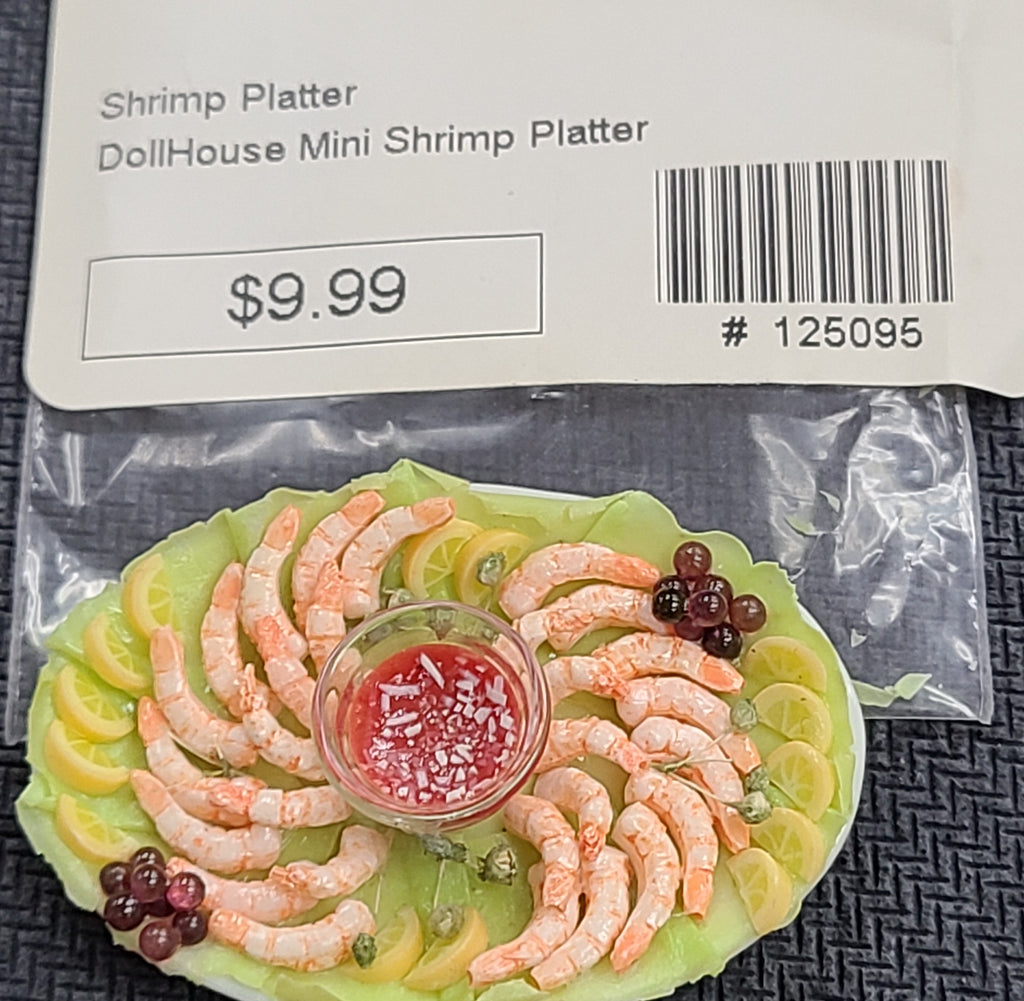 Shrimp Platter
DollHouse Mini Shrimp Platter
$9.99
# 125095